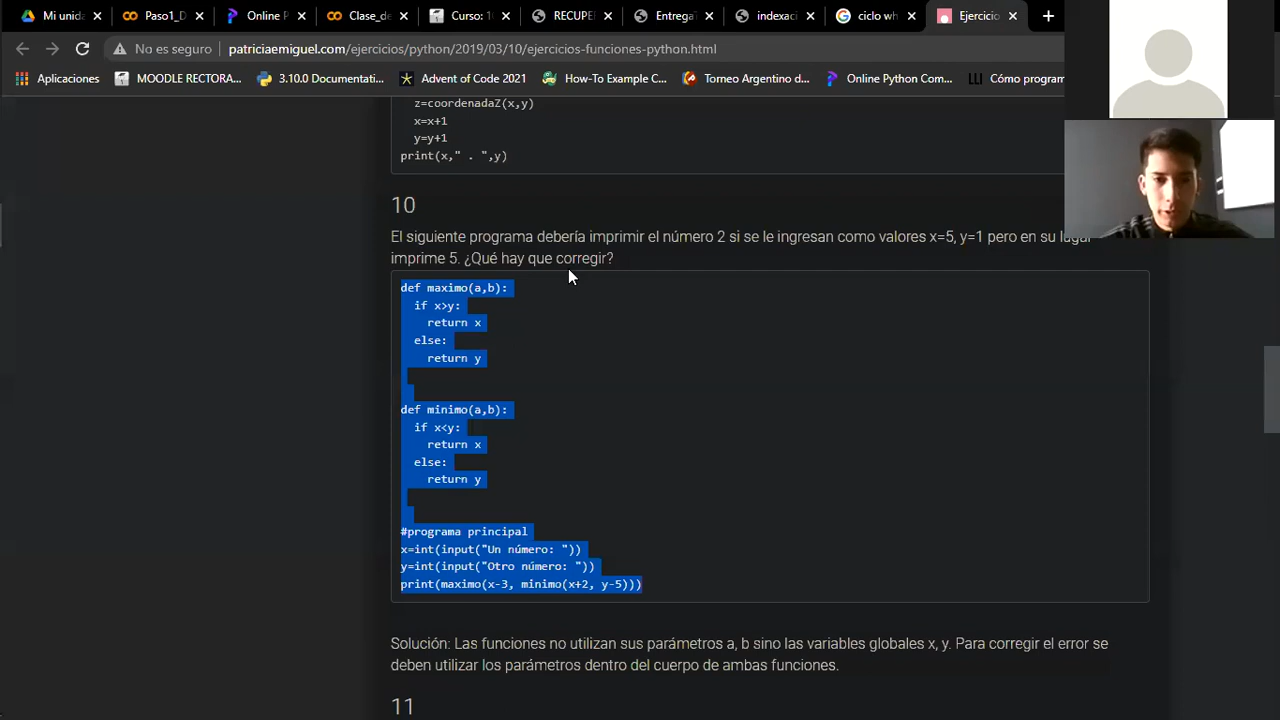 Mi unida
Paso1_D
Online P
Clase_de
Curso: 1
RECUPE
Entrega
indexac
ciclo wh
Ejercicio
No es seguro
patriciaemiguel.com/ejercicios/python/2019/03/10/ejercicios-funciones-python.html
Aplicaciones
MOODLE RECTORA...
3.10.0 Documentati...
Advent of Code 2021
How-To Example C...
Torneo Argentino d...
Online Python Com...
Cómo program
z=coordenadaZ(x,y)
x=x+1
y=y+1
print(x," . ",y)
10
El siguiente programa debería imprimir el número 2 si se le ingresan como valores x=5, y=1 pero en su lugar
imprime 5. ¿Qué hay que corregir?
def maximo(a,b):
if x>y:
return x
else:
return y
def minimo(a,b):
if x<y:
return x
else:
return y
#programa principal
x=int(input("Un número: "))
y=int(input("Otro número: "))
print(maximo(x-3, minimo(x+2, y-5)))
Solución: Las funciones no utilizan sus parámetros a, b sino las variables globales x, y. Para corregir el error se
deben utilizar los parámetros dentro del cuerpo de ambas funciones.
11